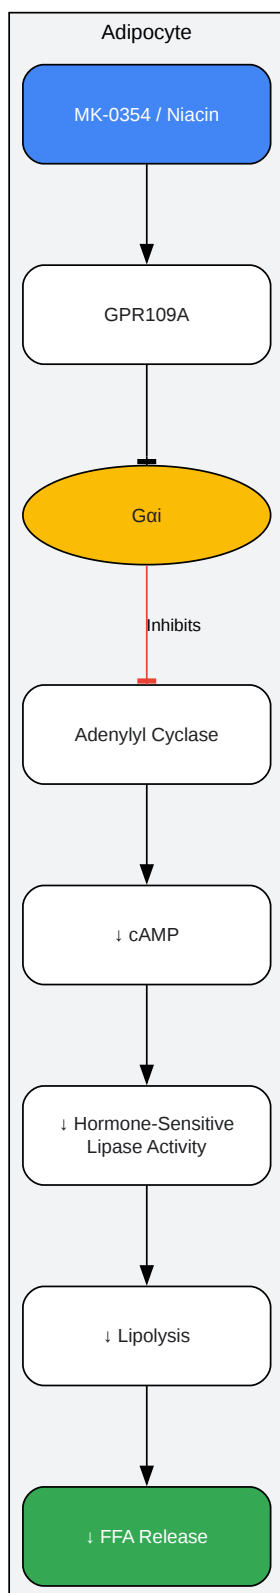 Adipocyte
MK-0354 / Niacin
GPR109A
Gαi
Inhibits
Adenylyl Cyclase
↓ cAMP
↓ Hormone-Sensitive
Lipase Activity
↓ Lipolysis
↓ FFA Release